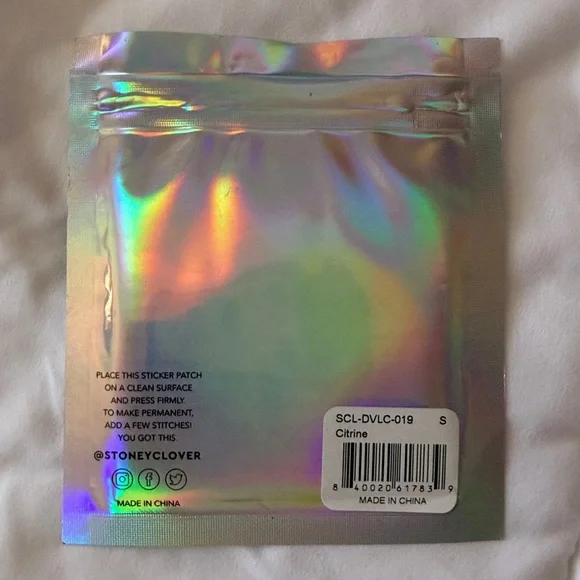 PLACE THIS STICKER PATCH
ON A CLEAN SURFACE
AND PRESS FIRMLY.
TO MAKE PERMANENT,
ADD A FEW STITCHES!
YOU GOT THIS.
@STONEYCLOVER
MADE IN CHINA
SCL-DVLC-019 S
Citrine
8 40020 61783 9
MADE IN CHINA